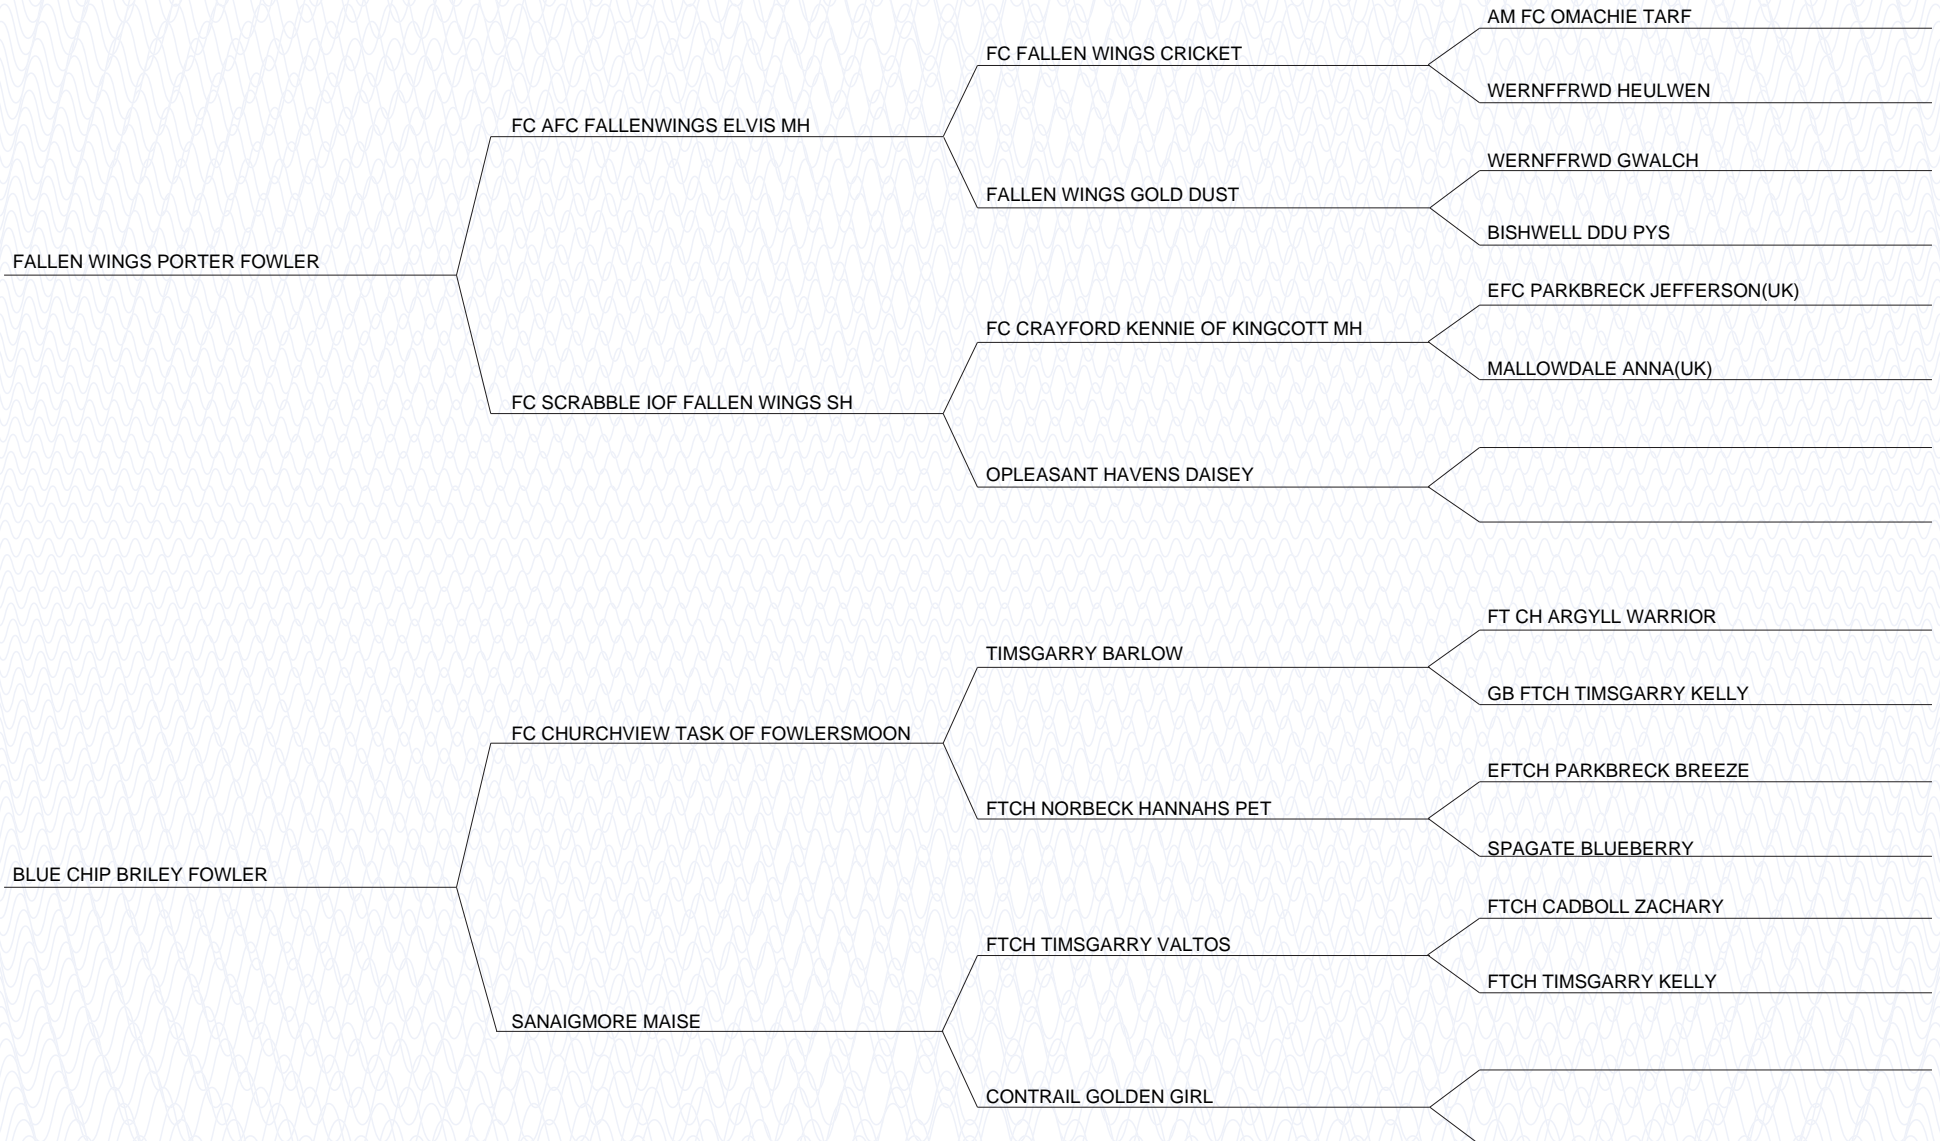 AM FC OMACHIE TARF
FC FALLEN WINGS CRICKET
WERNFFRWD HEULWEN
FC AFC FALLENWINGS ELVIS MH
WERNFFRWD GWALCH
FALLEN WINGS GOLD DUST
BISHWELL DDU PYS
FALLEN WINGS PORTER FOWLER
EFC PARKBRECK JEFFERSON(UK)
FC CRAYFORD KENNIE OF KINGCOTT MH
MALLOWDALE ANNA(UK)
FC SCRABBLE IOF FALLEN WINGS SH
OPLEASANT HAVENS DAISEY
FT CH ARGYLL WARRIOR
TIMSGARRY BARLOW
GB FTCH TIMSGARRY KELLY
FC CHURCHVIEW TASK OF FOWLERSMOON
EFTCH PARKBRECK BREEZE
FTCH NORBECK HANNAHS PET
SPAGATE BLUEBERRY
BLUE CHIP BRILEY FOWLER
FTCH CADBOLL ZACHARY
FTCH TIMSGARRY VALTOS
FTCH TIMSGARRY KELLY
SANAIGMORE MAISE
CONTRAIL GOLDEN GIRL